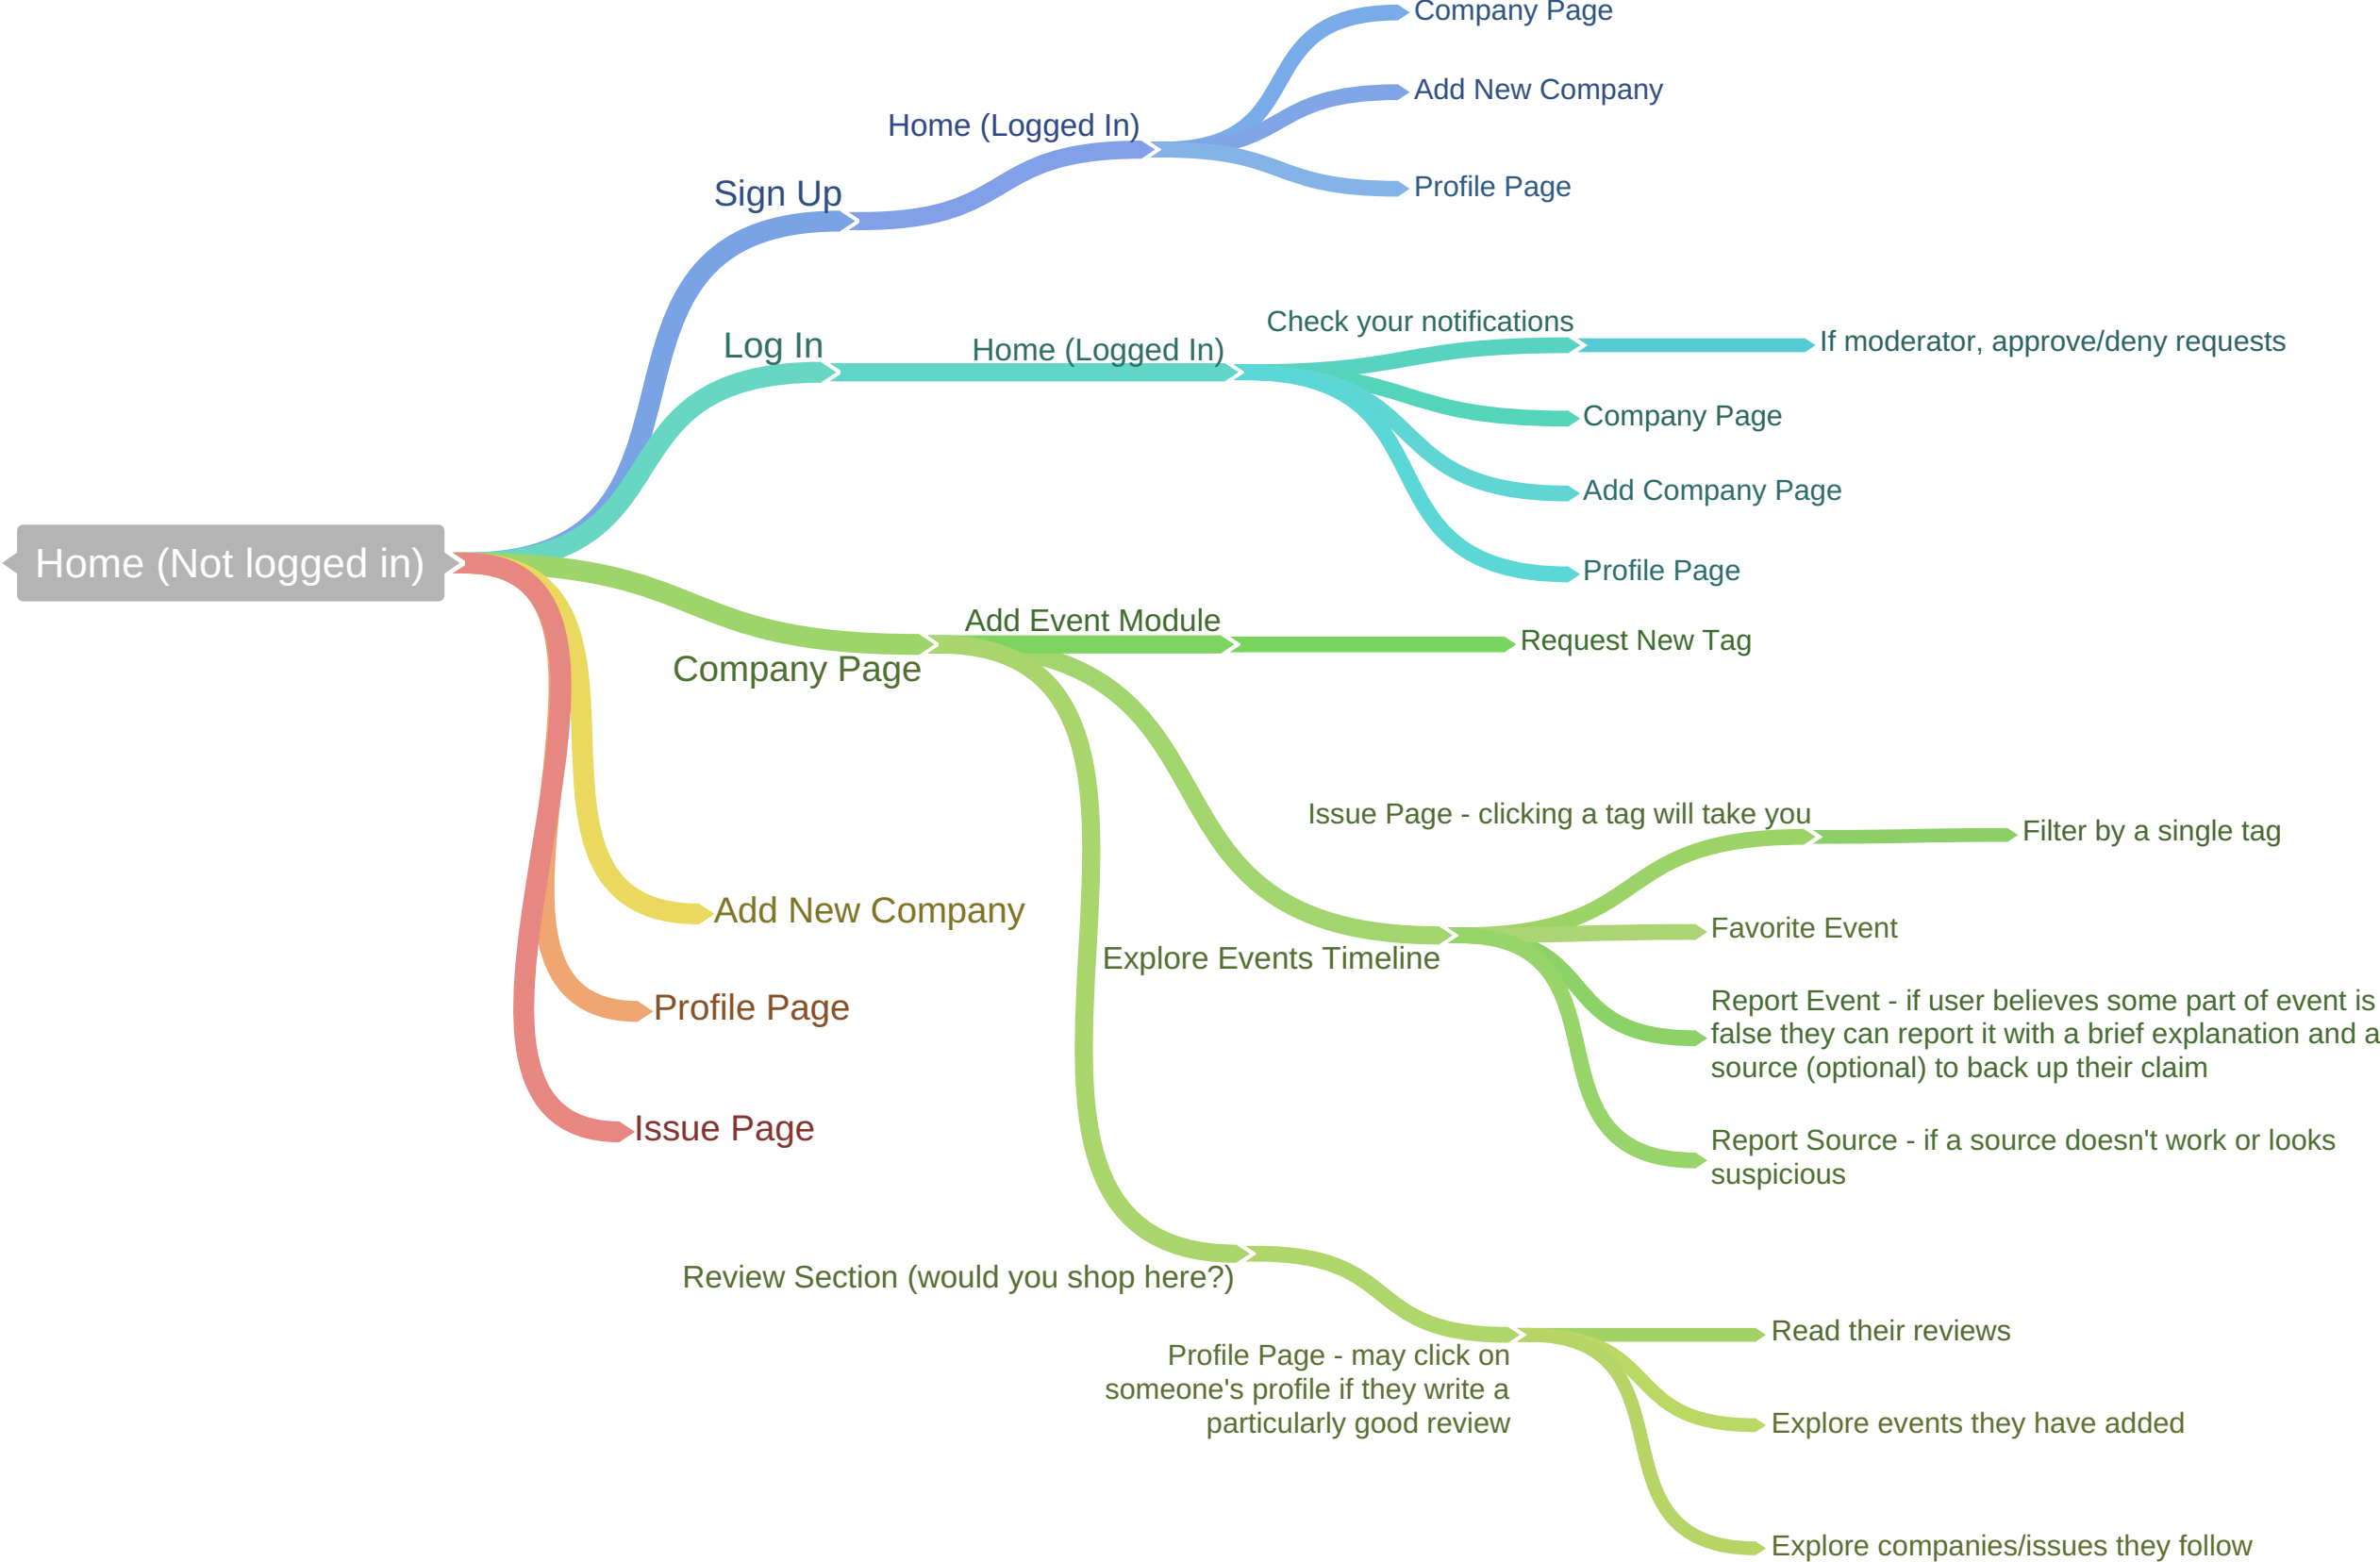 Company Page
Add New Company
Home (Logged In)
Profile Page
Sign Up
Check your notifications
Log In
Home (Logged In)
If moderator, approve/deny requests
Company Page
Add Company Page
Home (Not logged in)
Profile Page
Add Event Module
Request New Tag
Company Page
Issue Page - clicking a tag will take you
Filter by a single tag
Add New Company
Favorite Event
Explore Events Timeline
Report Event - if user believes some part of event is
false they can report it with a brief explanation and a
source (optional) to back up their claim
Profile Page
Issue Page
Report Source - if a source doesn't work or looks
suspicious
Review Section (would you shop here?)
Profile Page - may click on
someone's profile if they write a
particularly good review
Read their reviews
Explore events they have added
Explore companies/issues they follow